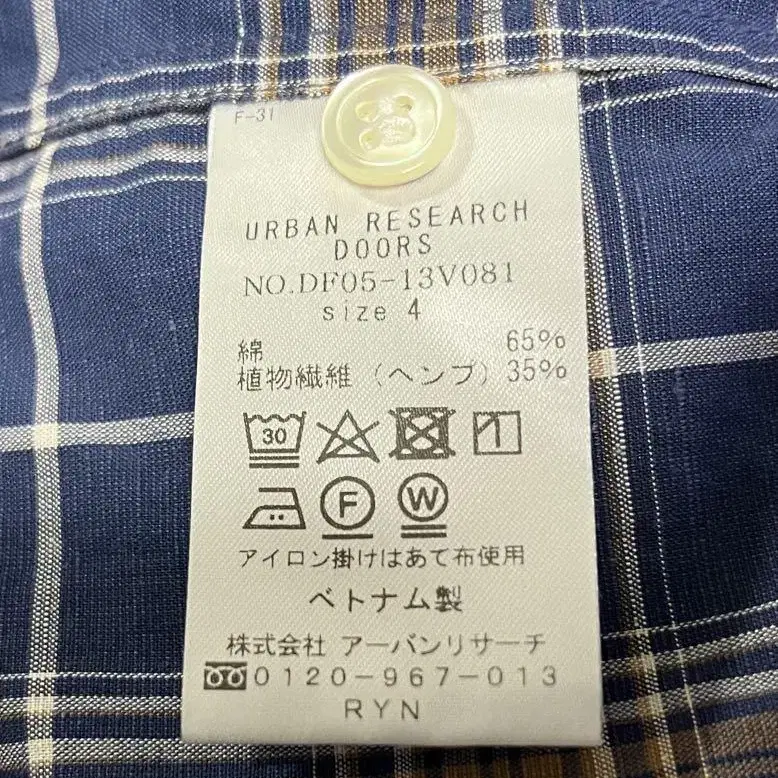 F-31
URBAN RESEARCH
DOORS
NO.DF05-13V081
size 4
綿 65%
植物繊維（ヘンプ）35%
30
F W
アイロン掛けはあて布使用
ベトナム製
株式会社 アーバンリサーチ
0120-967-013
RYN